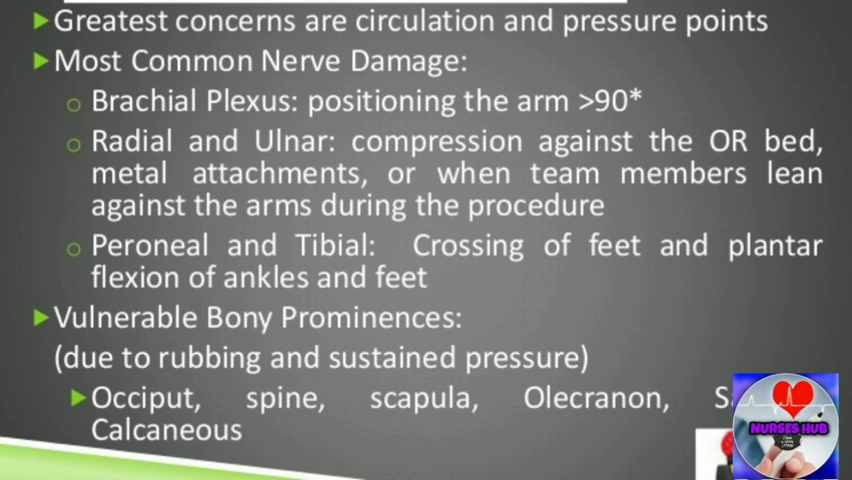 Greatest concerns are circulation and pressure points
Most Common Nerve Damage:
Brachial Plexus: positioning the arm >90*
Radial and Ulnar: compression against the OR bed,
metal attachments, or when team members lean
against the arms during the procedure
Peroneal and Tibial: Crossing of feet and plantar
flexion of ankles and feet
Vulnerable Bony Prominences:
(due to rubbing and sustained pressure)
Occiput, spine, scapula, Olecranon,
Calcaneous
NURSES HUB